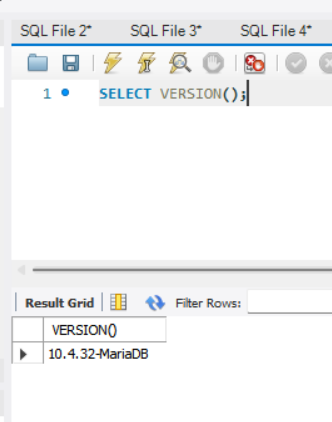 SQL File 2* SQL File 3* SQL File 4*
1 SELECT VERSION();
Result Grid Filter Rows:
VERSION()
10.4.32-MariaDB